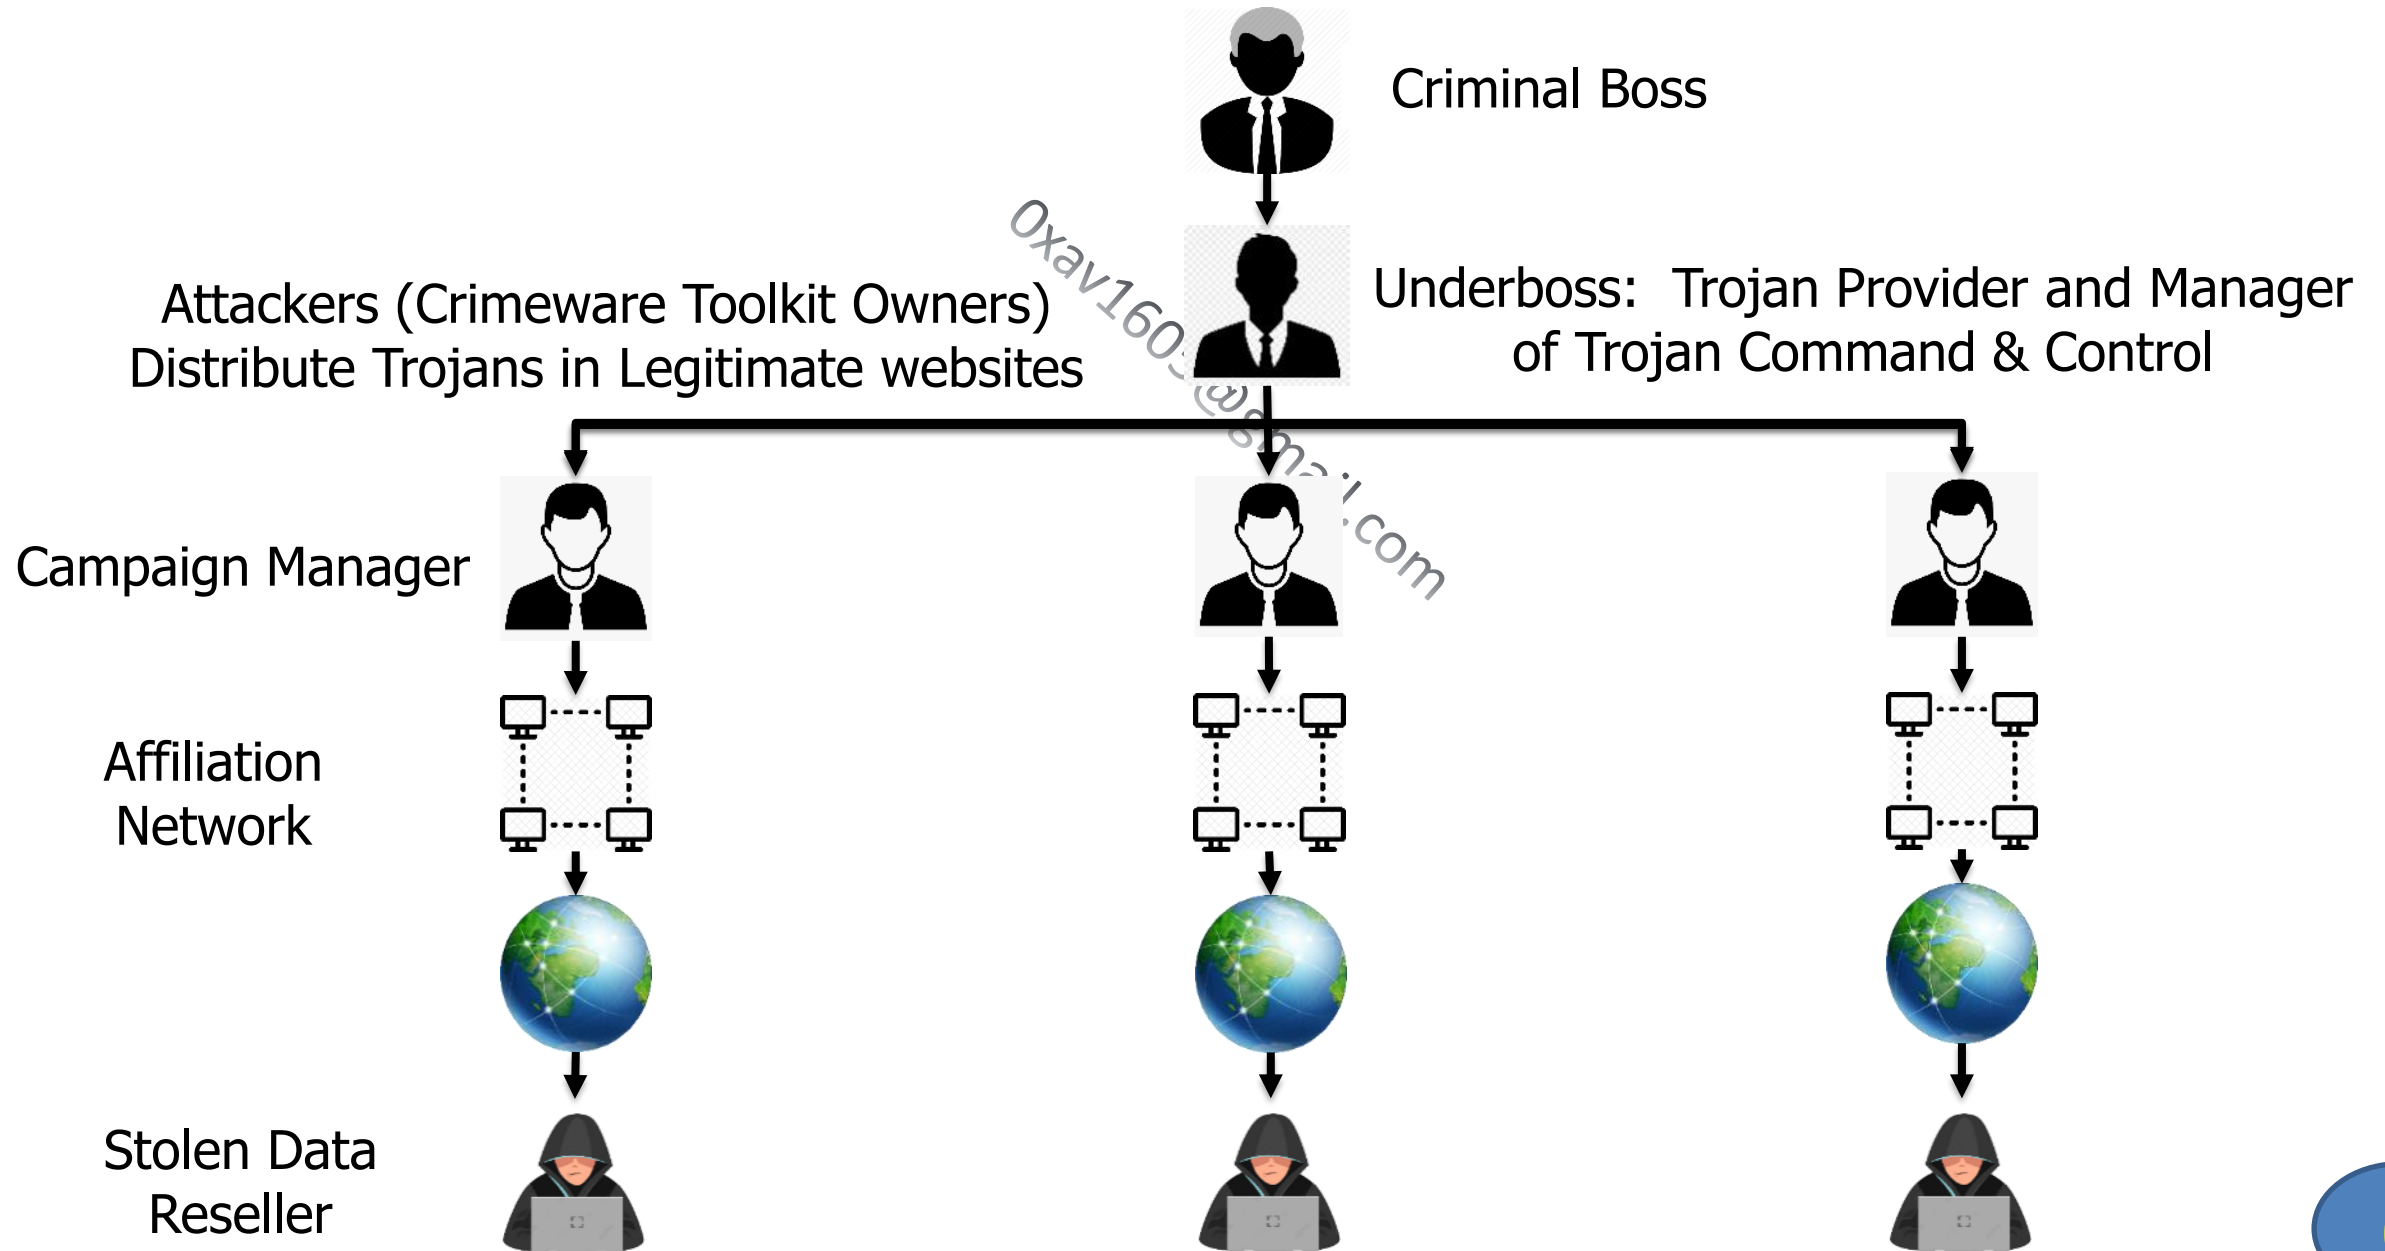 Criminal Boss
Attackers (Crimeware Toolkit Owners)
Distribute Trojans in Legitimate websites
Underboss:  Trojan Provider and Manager
of Trojan Command & Control
Campaign Manager
Affiliation
Network
Stolen Data
Reseller